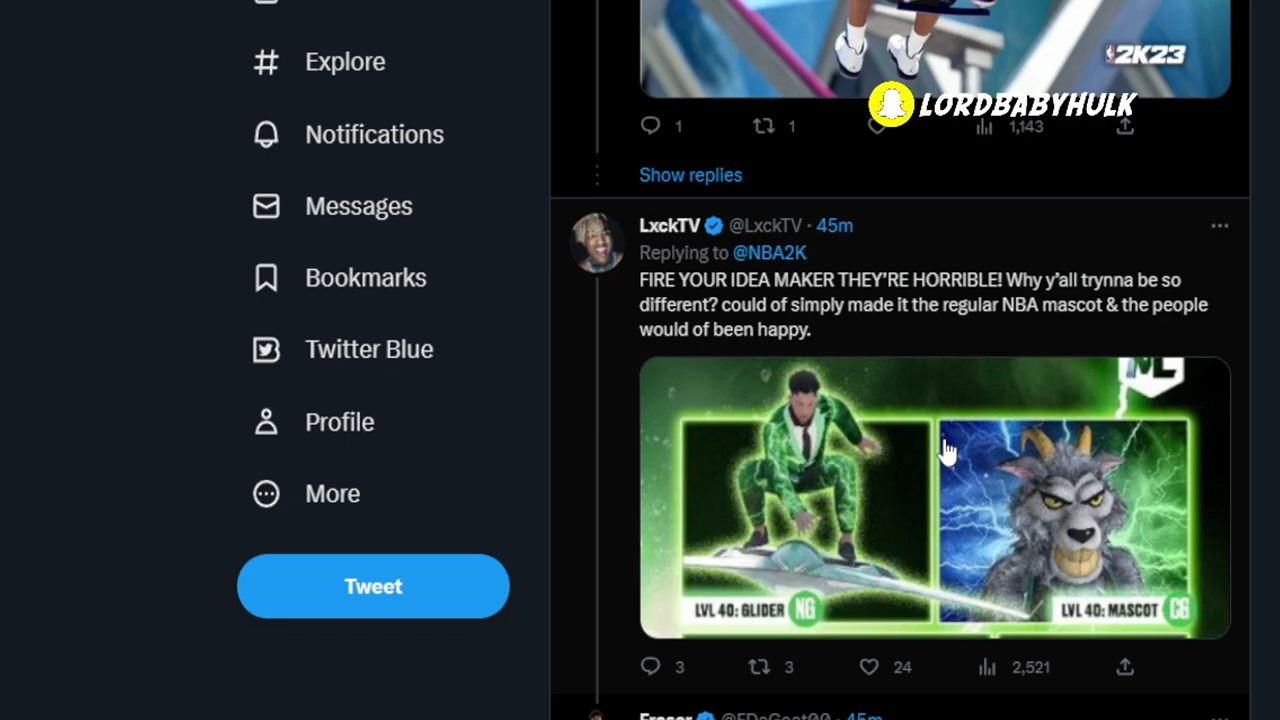 Explore
Notifications
Messages
Bookmarks
Twitter Blue
Profile
More
Tweet
2K23
LORDBABYHULK
1 1 1,143
Show replies
LxckTV @LxckTV · 45m
Replying to @NBA2K
FIRE YOUR IDEA MAKER THEY'RE HORRIBLE! Why y'all trynna be so
different? could of simply made it the regular NBA mascot & the people
would of been happy.
LVL 40: GLIDER NG
LVL 40: MASCOT CG
3 3 24 2,521
45m